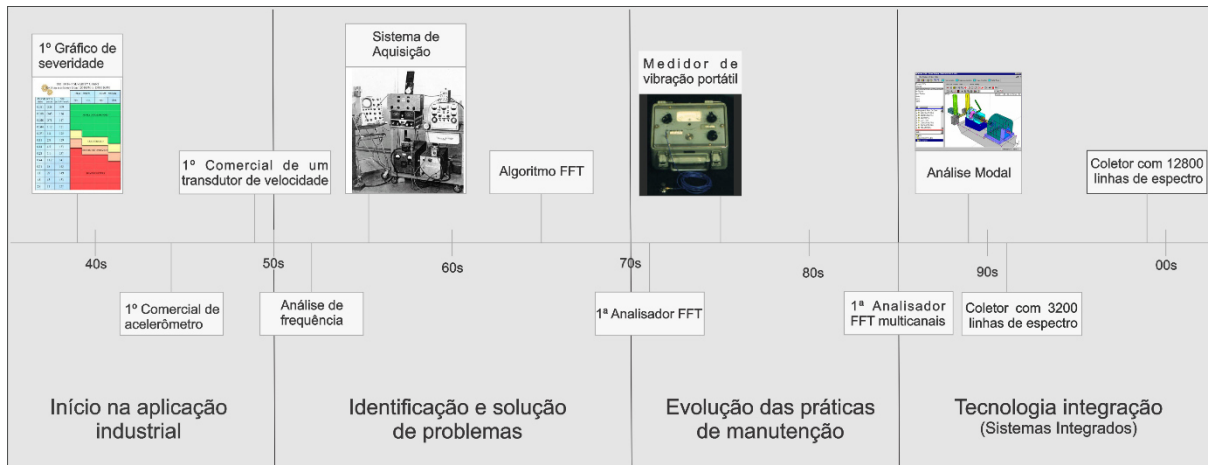 1º Gráfico de
severidade
1º Comercial de um
transdutor de velocidade
Sistema de
Aquisição
Algoritmo FFT
Medidor de
vibração portátil
Análise Modal
Coletor com 12800
linhas de espectro
40s
50s
60s
70s
80s
90s
00s
1º Comercial de
acelerômetro
Análise de
frequência
1ª Analisador FFT
1ª Analisador
FFT multicanais
Coletor com 3200
linhas de espectro
Início na aplicação
industrial
Identificação e solução
de problemas
Evolução das práticas
de manutenção
Tecnologia integração
(Sistemas Integrados)